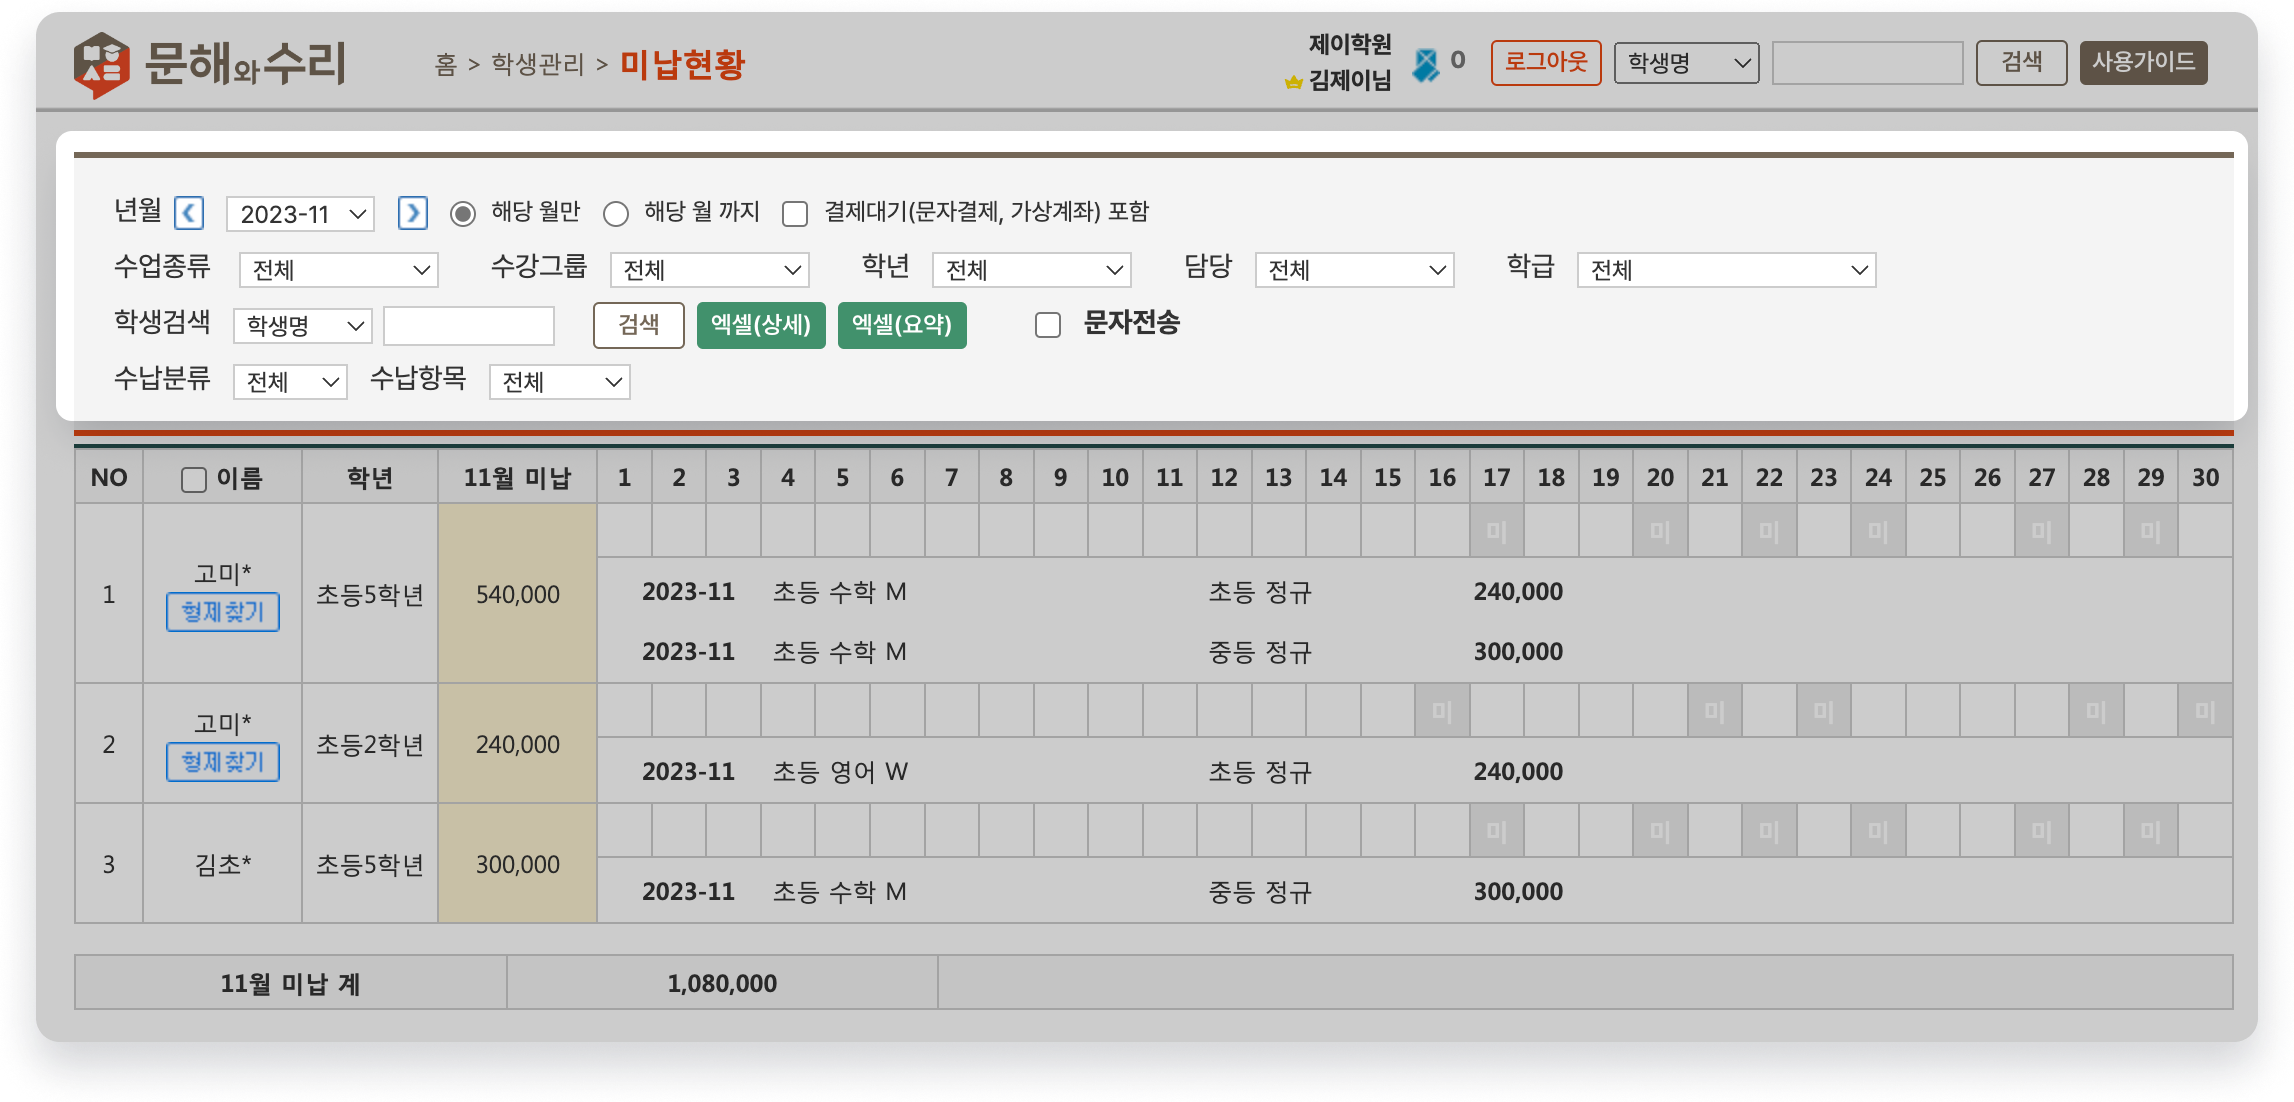 문해와수리
홈 > 학생관리 > 미납현황
제이학원
김제이님
0
로그아웃
학생명
검색
사용가이드
년월 2023-11 해당 월만 해당 월 까지 결제대기(문자결제, 가상계좌) 포함
수업종류 전체 수강그룹 전체 학년 전체 담당 전체 학급 전체
학생검색 학생명 검색 엑셀(상세) 엑셀(요약) 문자전송
수납분류 전체 수납항목 전체
NO 이름 학년 11월 미납 1 2 3 4 5 6 7 8 9 10 11 12 13 14 15 16 17 18 19 20 21 22 23 24 25 26 27 28 29 30
미 미 미 미 미 미
1 고미* 형제찾기 초등5학년 540,000
2023-11 초등 수학 M 초등 정규 240,000
2023-11 초등 수학 M 중등 정규 300,000
미 미 미 미 미
2 고미* 형제찾기 초등2학년 240,000
2023-11 초등 영어 W 초등 정규 240,000
미 미 미 미 미 미
3 김초* 초등5학년 300,000
2023-11 초등 수학 M 중등 정규 300,000
11월 미납 계 1,080,000